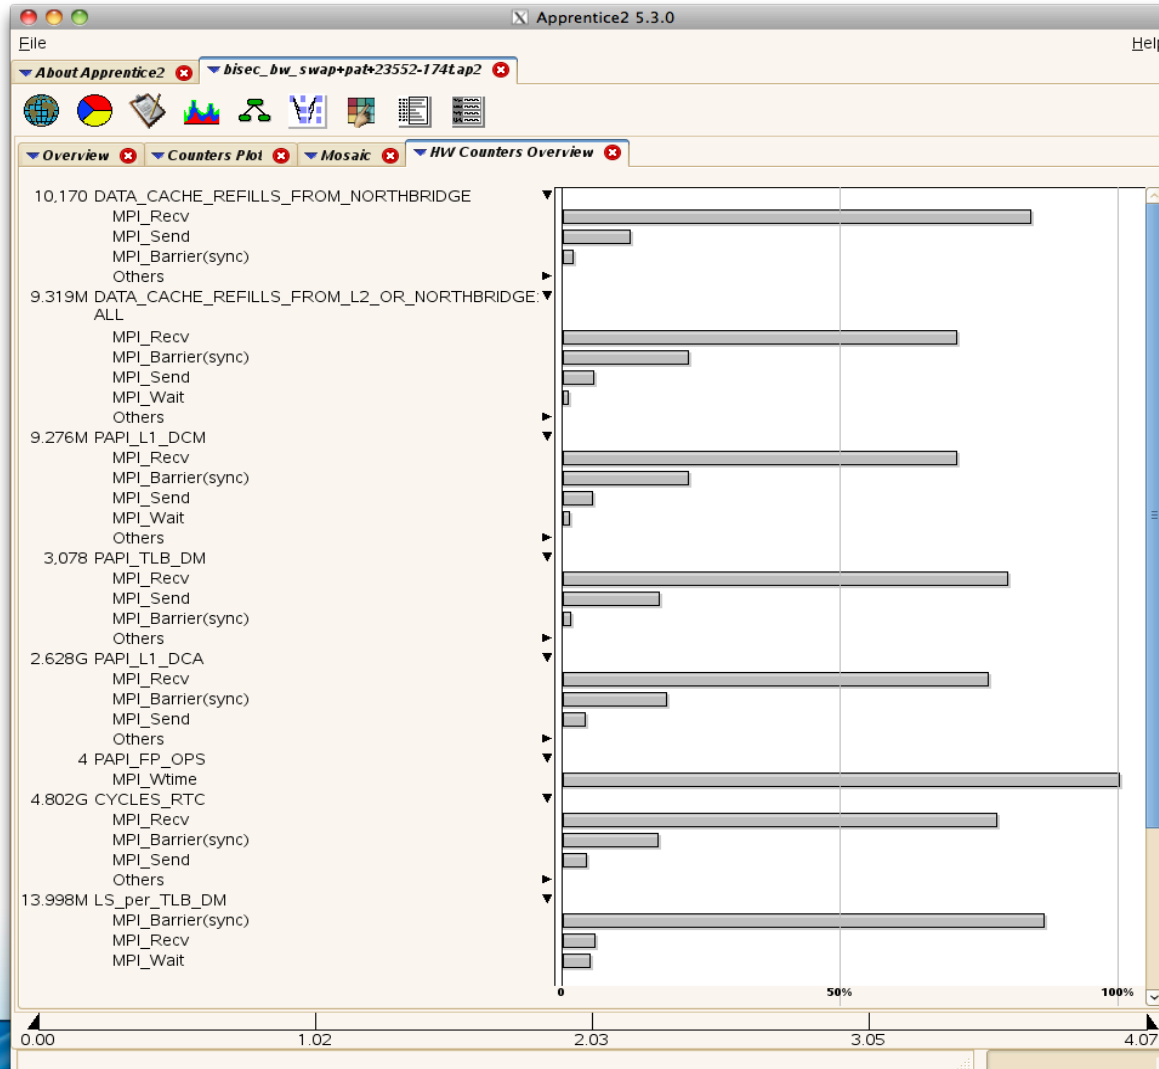 Apprentice2 5.3.0
File Help
About Apprentice2 bisec_bw_swap+pat+23552-174t.ap2
Overview Counters Plot Mosaic HW Counters Overview
10,170 DATA_CACHE_REFILLS_FROM_NORTHBRIDGE
MPI_Recv
MPI_Send
MPI_Barrier(sync)
Others
9.319M DATA_CACHE_REFILLS_FROM_L2_OR_NORTHBRIDGE:
ALL
MPI_Recv
MPI_Barrier(sync)
MPI_Send
MPI_Wait
Others
9.276M PAPI_L1_DCM
MPI_Recv
MPI_Barrier(sync)
MPI_Send
MPI_Wait
Others
3,078 PAPI_TLB_DM
MPI_Recv
MPI_Send
MPI_Barrier(sync)
Others
2.628G PAPI_L1_DCA
MPI_Recv
MPI_Barrier(sync)
MPI_Send
Others
4 PAPI_FP_OPS
MPI_Wtime
4.802G CYCLES_RTC
MPI_Recv
MPI_Barrier(sync)
MPI_Send
Others
13.998M LS_per_TLB_DM
MPI_Barrier(sync)
MPI_Recv
MPI_Wait
0 50% 100%
0.00 1.02 2.03 3.05 4.07